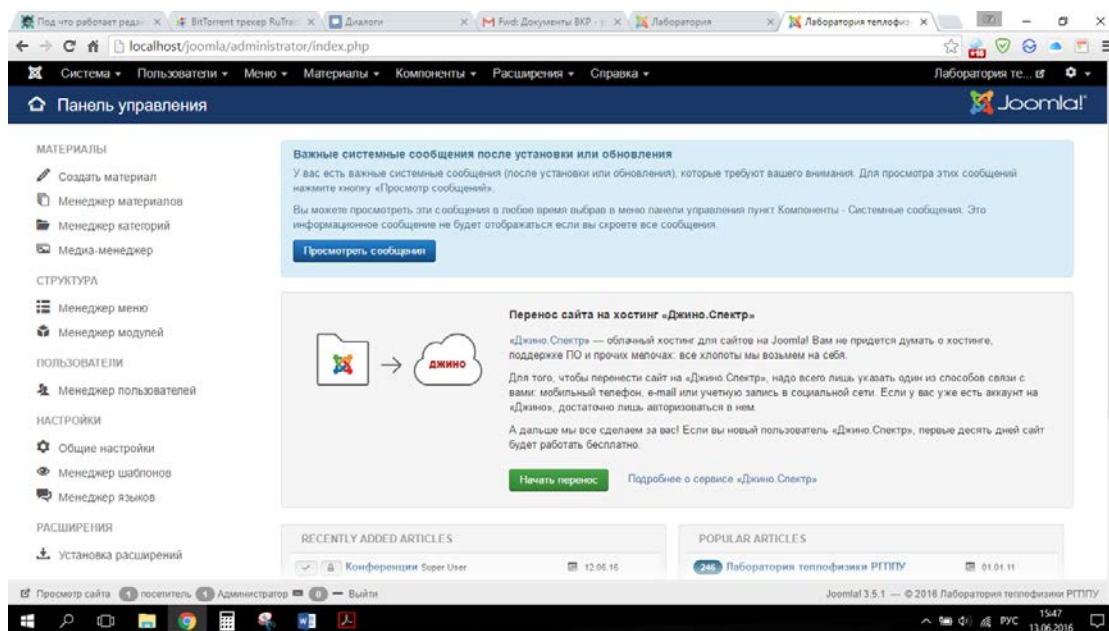 Под что работает реда
BitTorrent трекер RuTrac
Диалоги
Fwd: Документы ВКР -
Лаборатория
Лаборатория теплофиз
localhost/joomla/administrator/index.php
Система Пользователи Меню Материалы Компоненты Расширения Справка Лаборатория те...
Панель управления Joomla!
МАТЕРИАЛЫ
Создать материал
Менеджер материалов
Менеджер категорий
Медиа-менеджер
СТРУКТУРА
Менеджер меню
Менеджер модулей
ПОЛЬЗОВАТЕЛИ
Менеджер пользователей
НАСТРОЙКИ
Общие настройки
Менеджер шаблонов
Менеджер языков
РАСШИРЕНИЯ
Установка расширений
Важные системные сообщения после установки или обновления
У вас есть важные системные сообщения (после установки или обновления), которые требуют вашего внимания. Для просмотра этих сообщений
нажмите кнопку «Просмотр сообщений».
Вы можете просмотреть эти сообщения в любое время выбрав в меню панели управления пункт Компоненты - Системные сообщения. Это
информационное сообщение не будет отображаться если вы скроете все сообщения.
Просмотреть сообщения
джино
Перенос сайта на хостинг «Джино.Спектр»
«Джино.Спектр» — облачный хостинг для сайтов на Joomla! Вам не придется думать о хостинге,
поддержке ПО и прочих мелочах: все хлопоты мы возьмем на себя.
Для того, чтобы перенести сайт на «Джино.Спектр», надо всего лишь указать один из способов связи с
вами: мобильный телефон, e-mail или учетную запись в социальной сети. Если у вас уже есть аккаунт на
«Джино», достаточно лишь авторизоваться в нем.
А дальше мы все сделаем за вас! Если вы новый пользователь «Джино.Спектр», первые десять дней сайт
будет работать бесплатно.
Начать перенос Подробнее о сервисе «Джино.Спектр»
RECENTLY ADDED ARTICLES
Конференции Super User 12.06.16
POPULAR ARTICLES
246 Лаборатория теплофизики РГППУ 01.01.11
Просмотр сайта 1 посетитель 1 Администратор 0 Выйти Joomla! 3.5.1 — © 2016 Лаборатория теплофизики РГППУ
РУС 15:47
13.06.2016